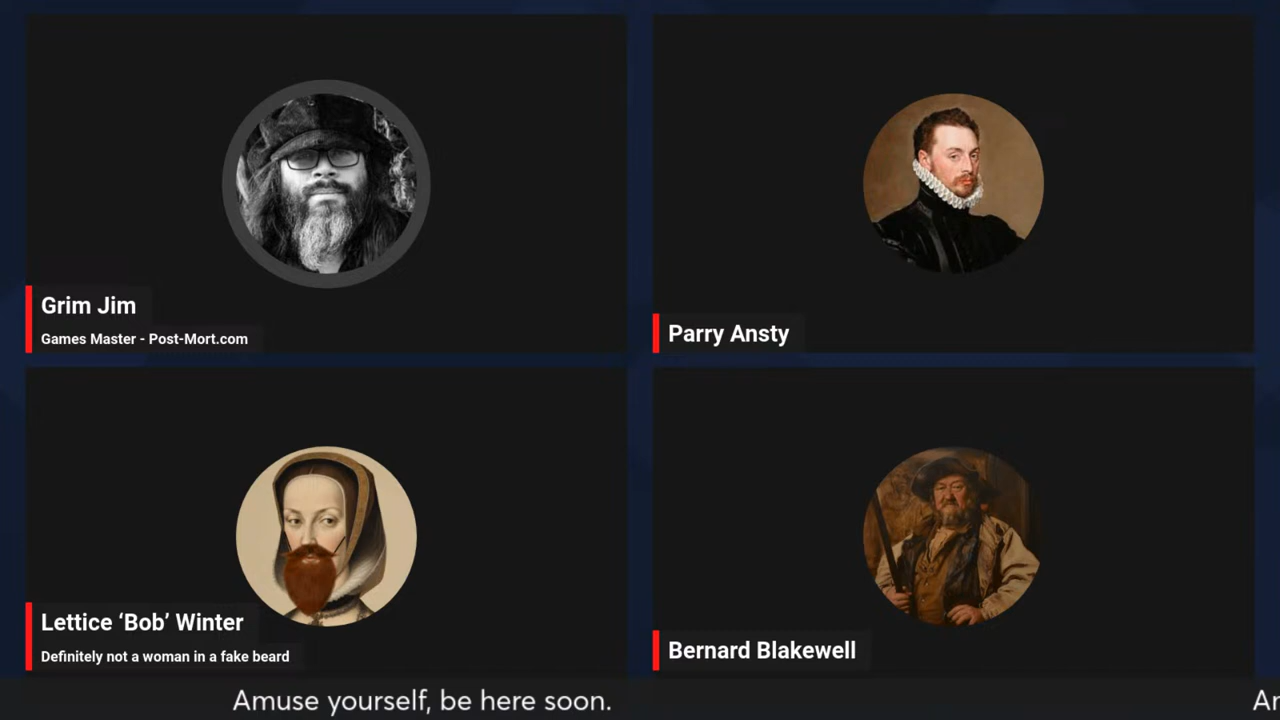 Grim Jim
Games Master - Post-Mort.com
Parry Ansty
Lettice ‘Bob’ Winter
Definitely not a woman in a fake beard
Bernard Blakewell
Amuse yourself, be here soon.